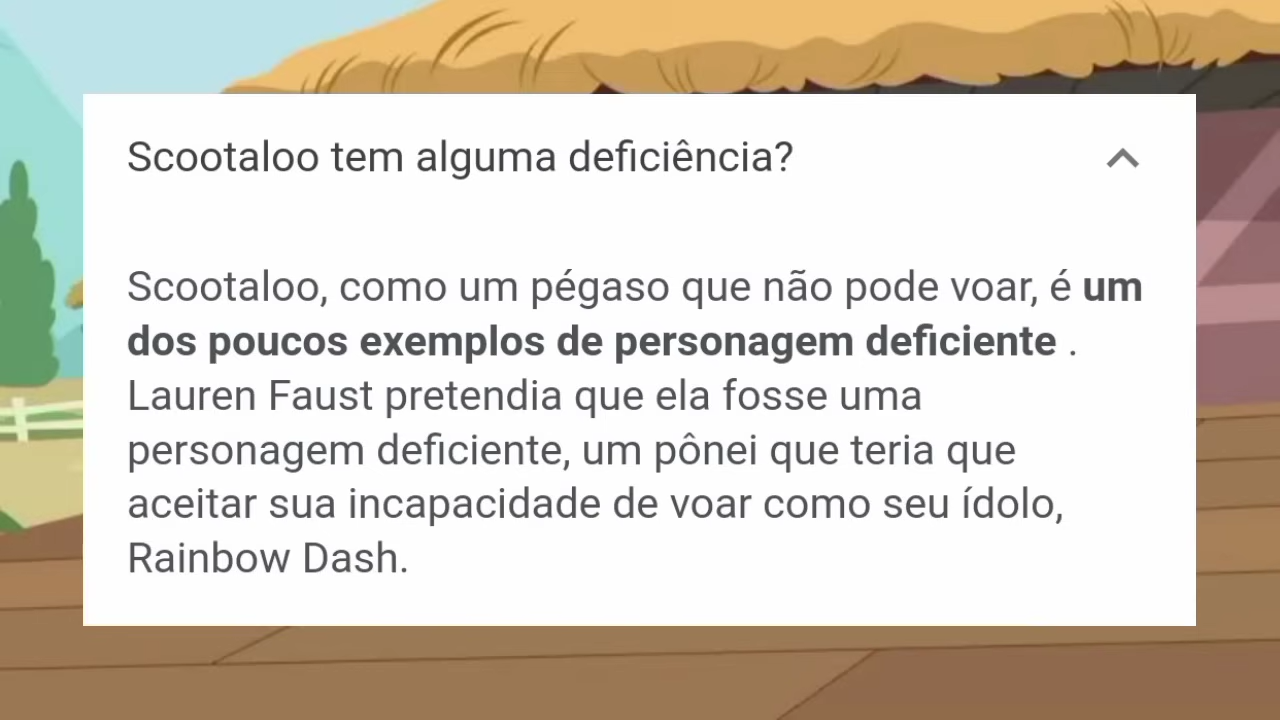 Scootaloo tem alguma deficiência?
Scootaloo, como um pégaso que não pode voar, é um
dos poucos exemplos de personagem deficiente .
Lauren Faust pretendia que ela fosse uma
personagem deficiente, um pônei que teria que
aceitar sua incapacidade de voar como seu ídolo,
Rainbow Dash.